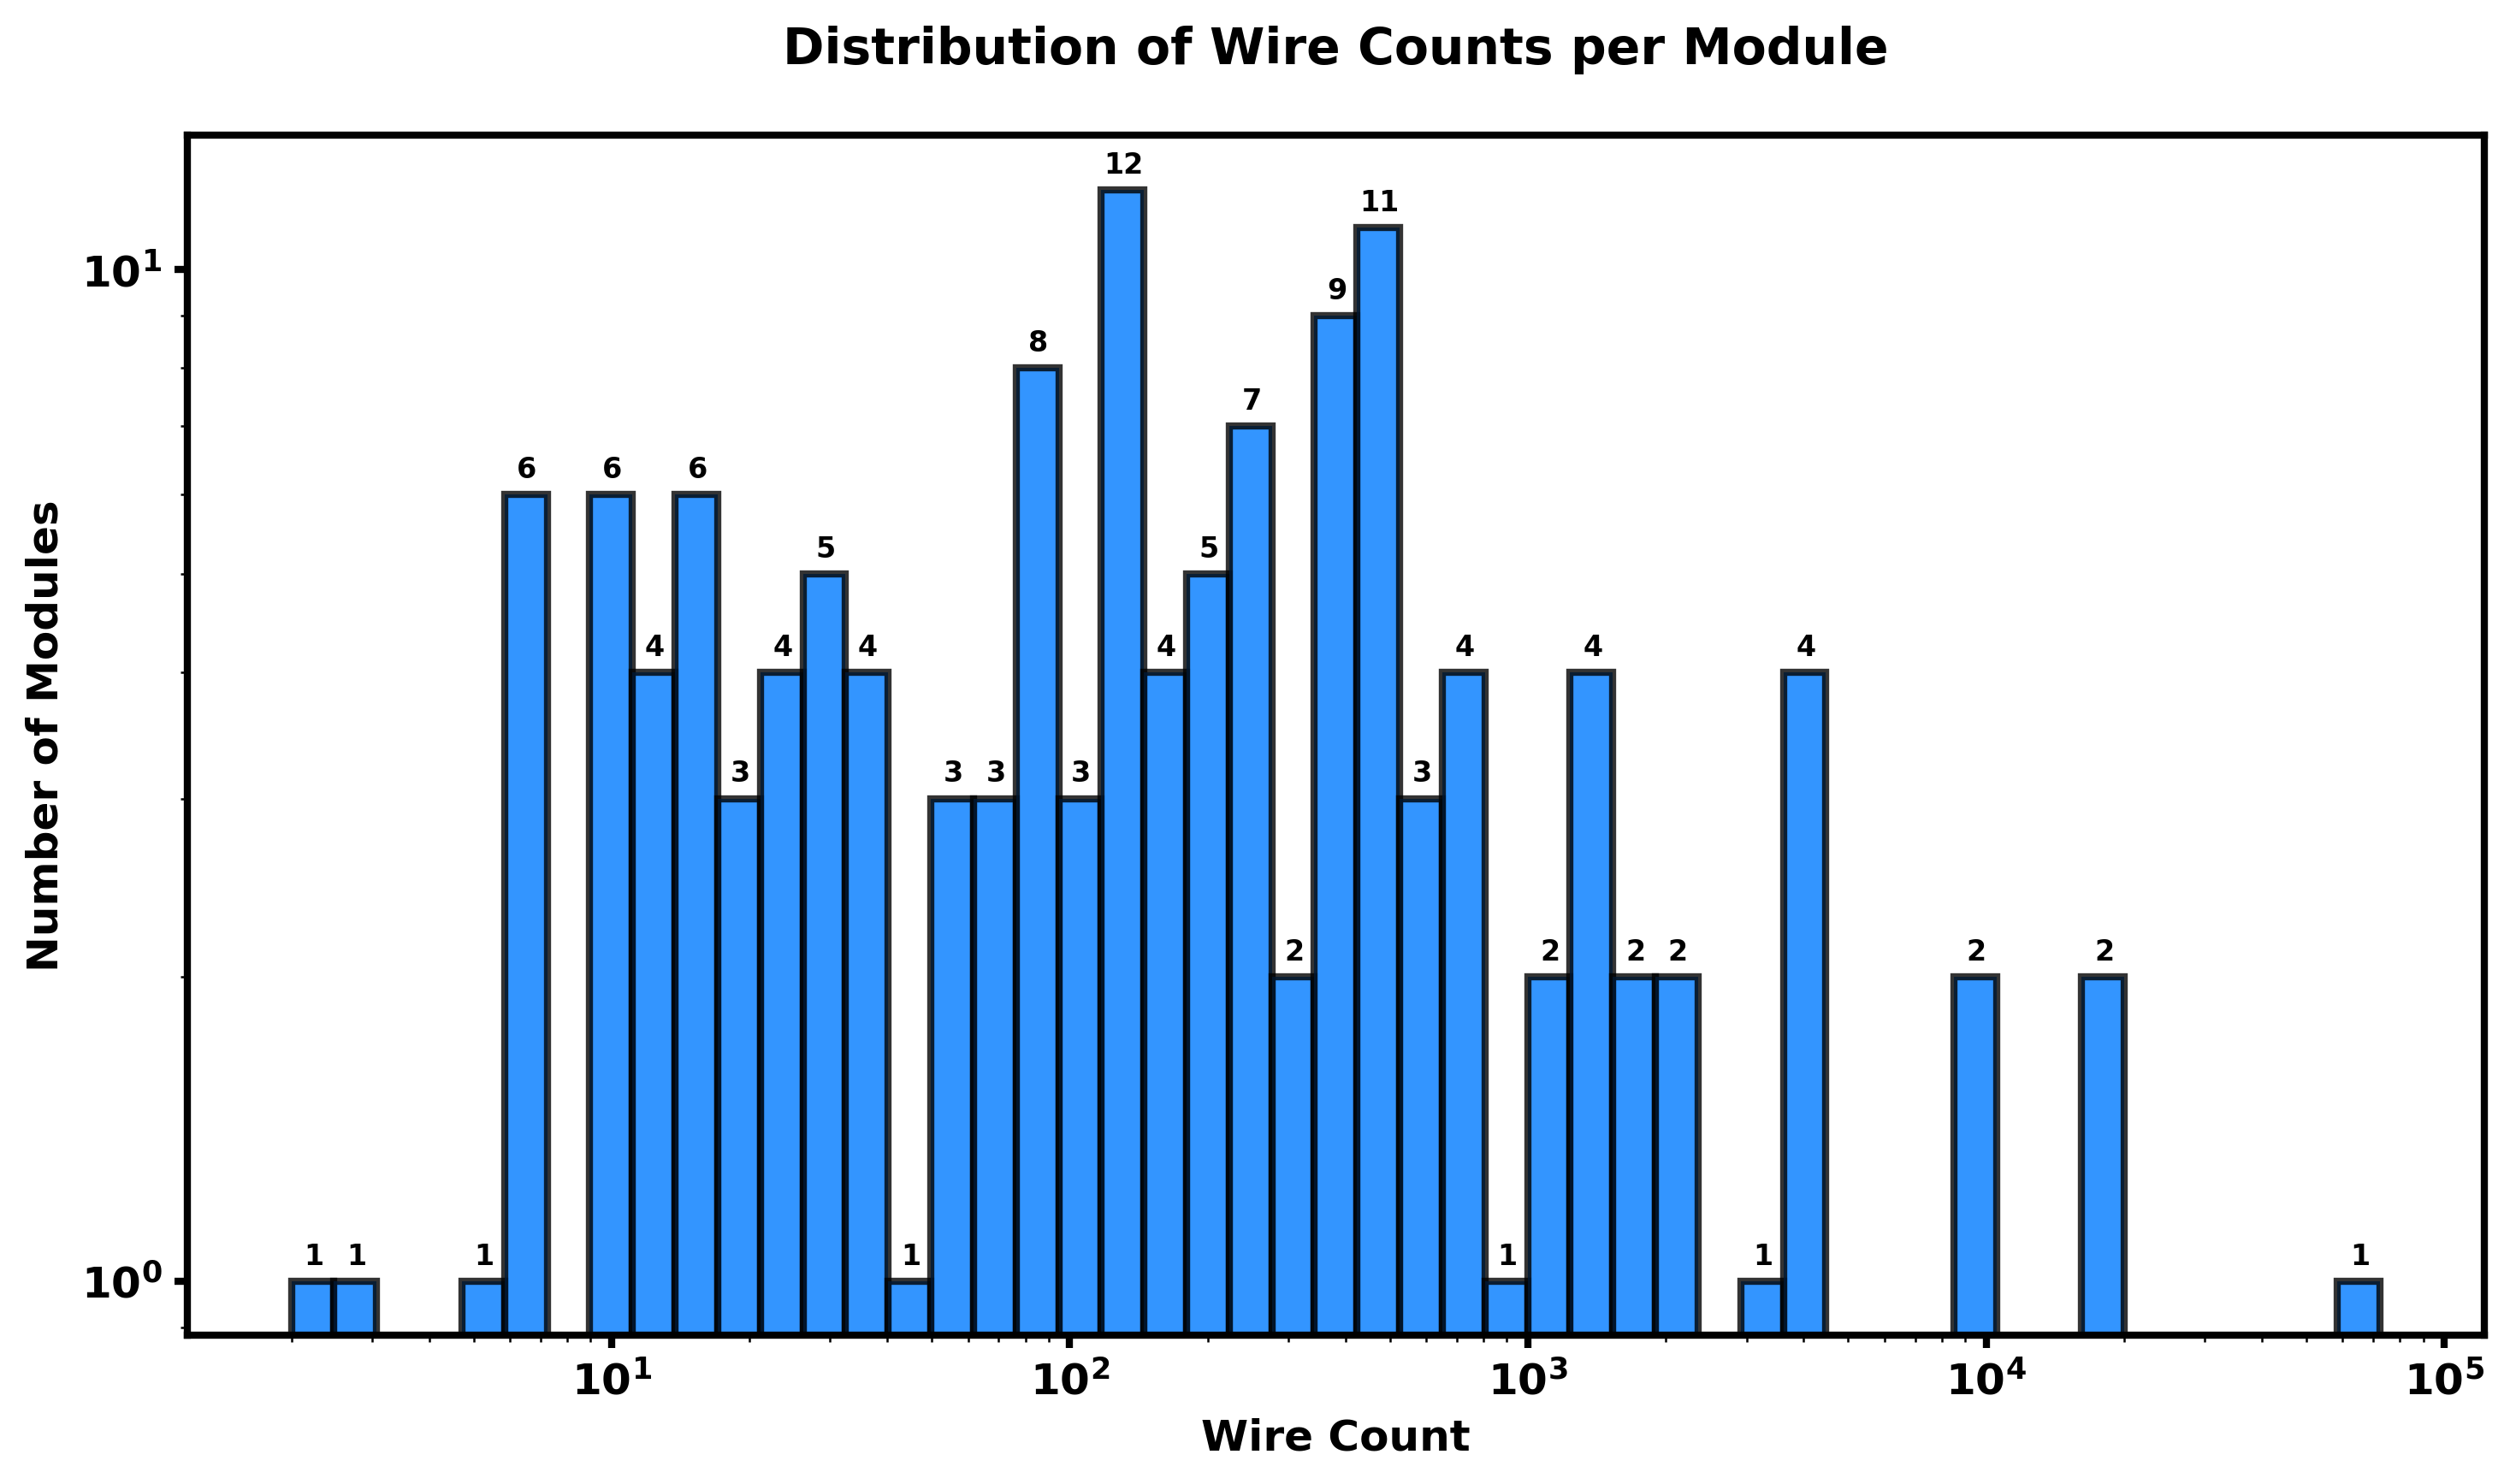 Distribution of Wire Counts per Module
12
11
10¹
9
8
7
6 6 6
5 5
4 4 4 4 4 4 4
3 3 3 3 3
2 2 2 2 2 2
1 1 1 1 1 1 1
10⁰
Number of Modules
10¹ 10² 10³ 10⁴ 10⁵
Wire Count